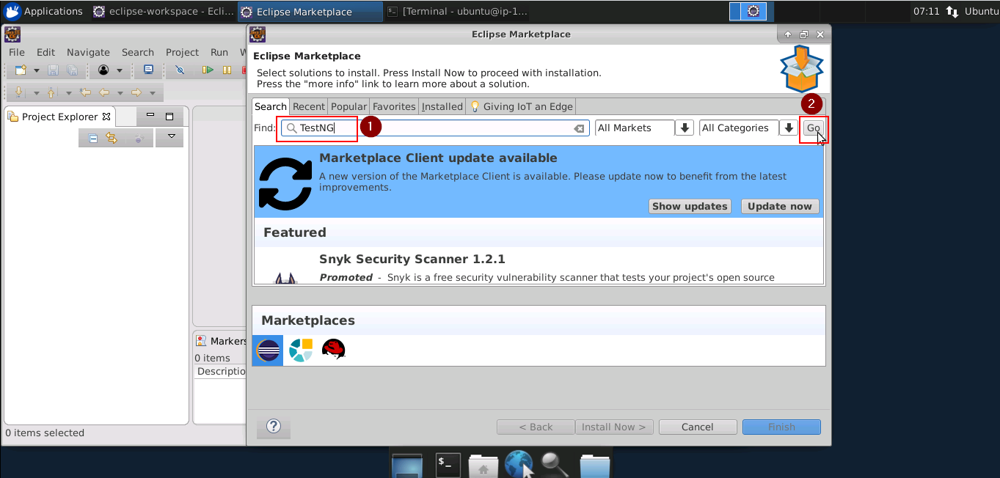 Applications
eclipse-workspace - Ecli...
Eclipse Marketplace
[Terminal - ubuntu@ip-1...
07:11
Ubuntu
Eclipse Marketplace
File Edit Navigate Search Project Run W
Eclipse Marketplace
Select solutions to install. Press Install Now to proceed with installation.
Press the "more info" link to learn more about a solution.
Project Explorer
Search Recent Popular Favorites Installed Giving IoT an Edge
2
Find: TestNG 1 All Markets All Categories Go
Marketplace Client update available
A new version of the Marketplace Client is available. Please update now to benefit from the latest
improvements.
Show updates Update now
Featured
Snyk Security Scanner 1.2.1
Promoted - Snyk is a free security vulnerability scanner that tests your project's open source
Marketplaces
Markers
0 items
Descriptio
< Back Install Now > Cancel Finish
0 items selected